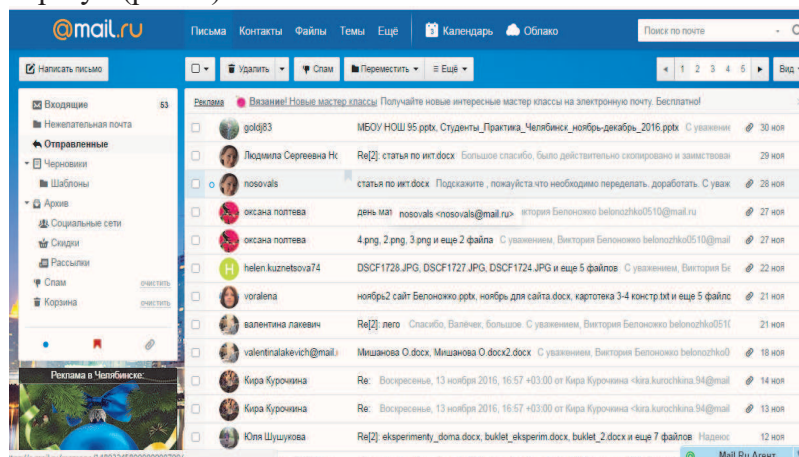 @mail.ru
Письма Контакты Файлы Темы Ещё 3 Календарь Облако
Поиск по почте
Написать письмо
Удалить Спам Переместить Ещё
1 2 3 4 5 Вид
Входящие 53
Нежелательная почта
Отправленные
Черновики
Шаблоны
Архив
Социальные сети
Скидки
Рассылки
Спам очистить
Корзина очистить
Реклама в Челябинске:
Реклама Вязание! Новые мастер классы Получайте новые интересные мастер классы на электронную почту. Бесплатно!
goldj83 МБОУ НОШ 95.pptx, Студенты_Практика_Челябинск_ноябрь-декабрь_2016.pptx С уважением 30 ноя
Людмила Сергеевна Но Re[2]: статья по икт.docx Большое спасибо, было действительно скопировано и заимствован 29 ноя
nosovals статья по икт.docx Подскажите , пожауйста что необходимо переделать. доработать. С уваж 28 ноя
оксана полтева день мат nosovals <nosovals@mail.ru> иктория Белоножко belonozhko0510@mail.ru 27 ноя
оксана полтева 4.png, 2.png, 3.png и еще 2 файла С уважением, Виктория Белоножко belonozhko0510@mail 27 ноя
helen.kuznetsova74 DSCF1728.JPG, DSCF1727.JPG, DSCF1724.JPG и еще 5 файлов С уважением, Виктория Бе 22 ноя
voralena ноябрь2 сайт Белоножко.pptx, ноябрь для сайта.docx, картотека 3-4 констр.txt и еще 5 файлс 21 ноя
валентина лакевич Re[2]: лего Спасибо, Валечек, большое. С уважением, Виктория Белоножко belonozhko051 21 ноя
valentinalakevich@mail. Мишанова О.docx, Мишанова О.docx2.docx С уважением, Виктория Белоножко belonozhko0 18 ноя
Кира Курочкина Re: Воскресенье, 13 ноября 2016, 16:57 +03:00 от Кира Курочкина <kira.kurochkina.94@mail 14 ноя
Кира Курочкина Re: Воскресенье, 13 ноября 2016, 16:57 +03:00 от Кира Курочкина <kira.kurochkina.94@mail 13 ноя
Юля Шушукова Re[2]: eksperimenty_doma.docx, buklet_eksperim.docx, buklet_2.docx и еще 7 файлов 12 ноя
Mail.Ru Агент